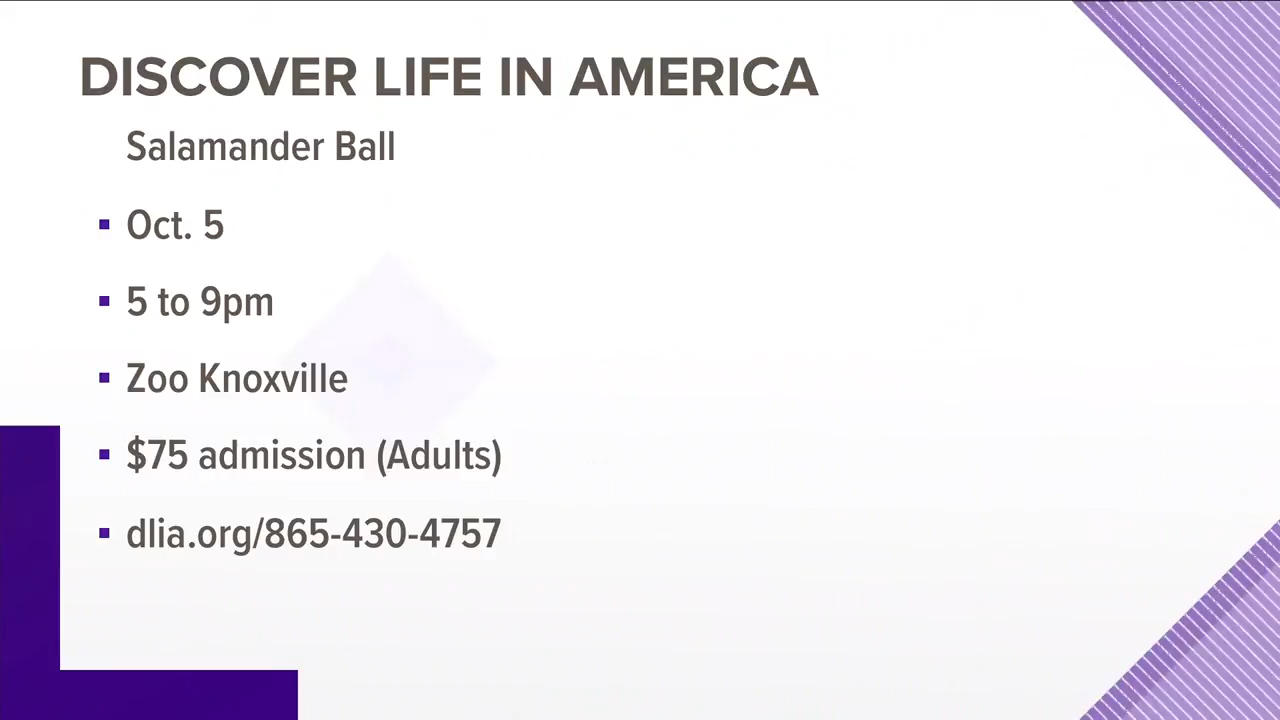 DISCOVER LIFE IN AMERICA
Salamander Ball
Oct. 5
5 to 9pm
Zoo Knoxville
$75 admission (Adults)
dlia.org/865-430-4757